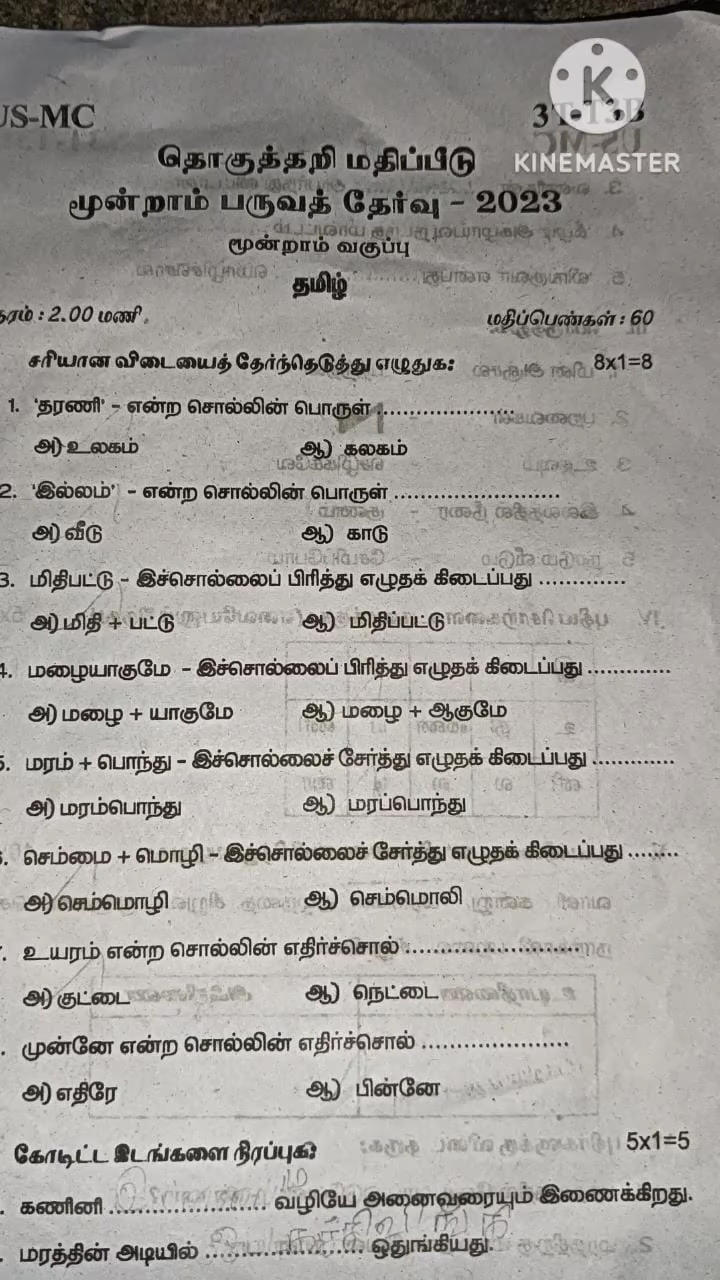 US-MC
3T-T3B
KINEMASTER
தொகுத்தறி மதிப்பீடு
மூன்றாம் பருவத் தேர்வு - 2023
மூன்றாம் வகுப்பு
தமிழ்
நேரம் : 2.00 மணி
மதிப்பெண்கள் : 60
சரியான விடையைத் தேர்ந்தெடுத்து எழுதுக: 8x1=8
1. 'தரணி' - என்ற சொல்லின் பொருள் ....................
அ) உலகம் ஆ) கலகம்
2. 'இல்லம்' - என்ற சொல்லின் பொருள் ........................
அ) வீடு ஆ) காடு
3. மிதிபட்டு - இச்சொல்லைப் பிரித்து எழுதக் கிடைப்பது .............
அ) மிதி + பட்டு ஆ) மிதிப்பட்டு
4. மழையாகுமே - இச்சொல்லைப் பிரித்து எழுதக் கிடைப்பது ............
அ) மழை + யாகுமே ஆ) மழை + ஆகுமே
5. மரம் + பொந்து - இச்சொல்லைச் சேர்த்து எழுதக் கிடைப்பது ............
அ) மரம்பொந்து ஆ) மரப்பொந்து
6. செம்மை + மொழி - இச்சொல்லைச் சேர்த்து எழுதக் கிடைப்பது ........
அ) செம்மொழி ஆ) செம்மொலி
7. உயரம் என்ற சொல்லின் எதிர்ச்சொல் .........................
அ) குட்டை ஆ) நெட்டை
. முன்னே என்ற சொல்லின் எதிர்ச்சொல் .....................
அ) எதிரே ஆ) பின்னே
கோடிட்ட இடங்களை நிரப்புக: 5x1=5
. கணினி ...................... வழியே அனைவரையும் இணைக்கிறது.
. மரத்தின் அடியில் ...................... ஒதுங்கியது.